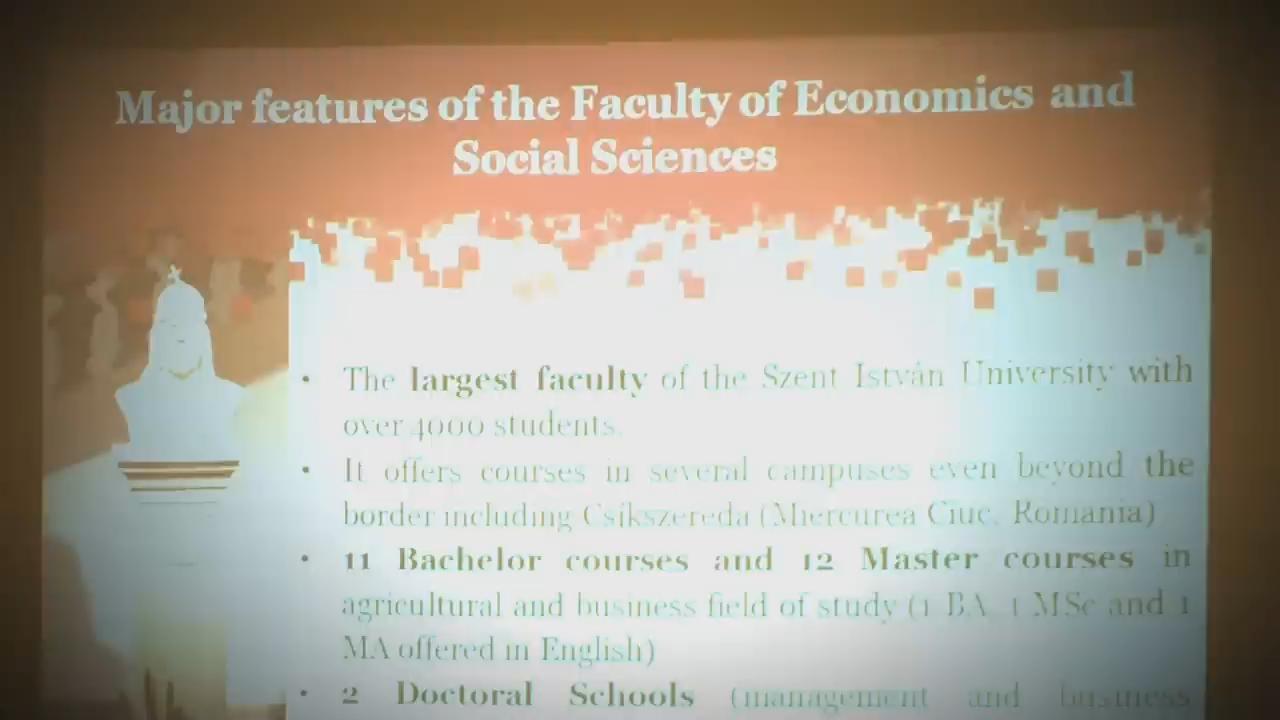 Major features of the Faculty of Economics and
Social Sciences
• The largest faculty of the Szent István University with
over 4000 students.
• It offers courses in several campuses even beyond the
border including Csíkszereda (Miercurea Ciuc, Romania)
• 11 Bachelor courses and 12 Master courses in
agricultural and business field of study (1 BA, 1 MSc and 1
MA offered in English)
• 2 Doctoral Schools (management and business